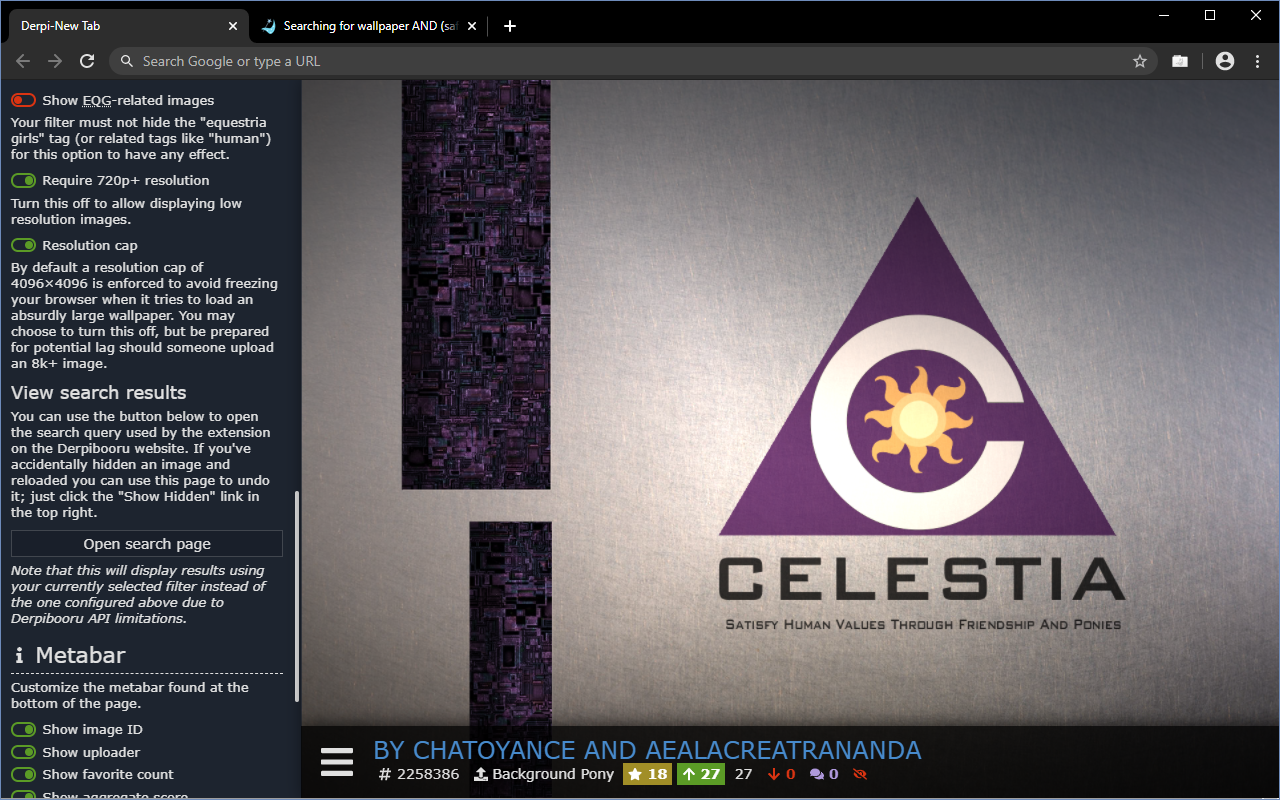 Derpi-New Tab
Searching for wallpaper AND (saf
Search Google or type a URL
Show EQG-related images
Your filter must not hide the "equestria
girls" tag (or related tags like "human")
for this option to have any effect.
Require 720p+ resolution
Turn this off to allow displaying low
resolution images.
Resolution cap
By default a resolution cap of
4096×4096 is enforced to avoid freezing
your browser when it tries to load an
absurdly large wallpaper. You may
choose to turn this off, but be prepared
for potential lag should someone upload
an 8k+ image.
View search results
You can use the button below to open
the search query used by the extension
on the Derpibooru website. If you've
accidentally hidden an image and
reloaded you can use this page to undo
it; just click the "Show Hidden" link in
the top right.
Open search page
Note that this will display results using
your currently selected filter instead of
the one configured above due to
Derpibooru API limitations.
Metabar
Customize the metabar found at the
bottom of the page.
Show image ID
Show uploader
Show favorite count
Show aggregate score
CELESTIA
SATISFY HUMAN VALUES THROUGH FRIENDSHIP AND PONIES
BY CHATOYANCE AND AEALACREATRANANDA
# 2258386 Background Pony 18 27 27 0 0